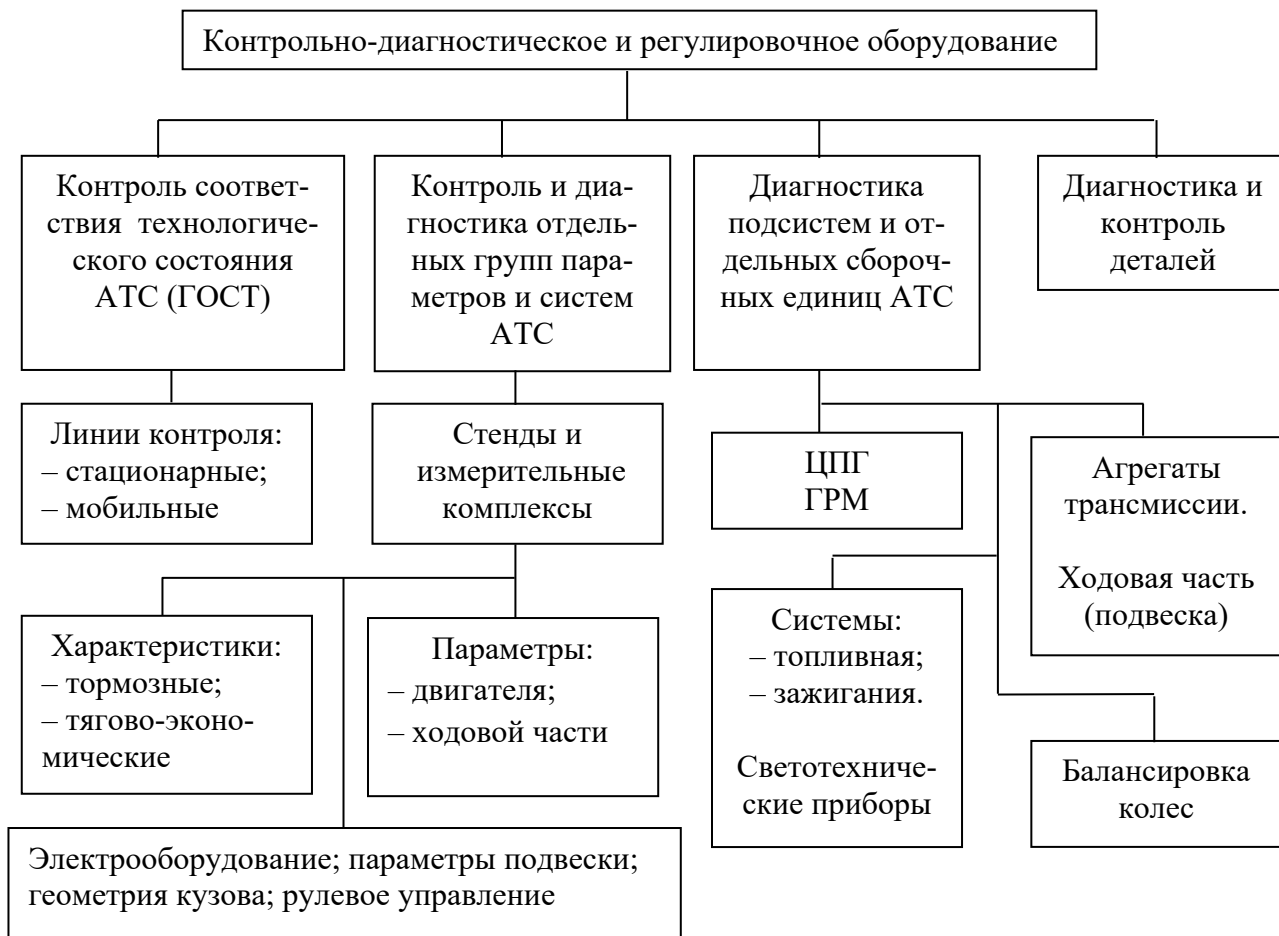 Контрольно-диагностическое и регулировочное оборудование
Контроль соответ-
ствия технологиче-
ского состояния
АТС (ГОСТ)
Контроль и диа-
гностика отдель-
ных групп пара-
метров и систем
АТС
Диагностика
подсистем и от-
дельных сбороч-
ных единиц АТС
Диагностика и
контроль
деталей
Линии контроля:
– стационарные;
– мобильные
Стенды и
измерительные
комплексы
ЦПГ
ГРМ
Агрегаты
трансмиссии.
Ходовая часть
(подвеска)
Характеристики:
– тормозные;
– тягово-эконо-
мические
Параметры:
– двигателя;
– ходовой части
Системы:
– топливная;
– зажигания.
Светотехниче-
ские приборы
Балансировка
колес
Электрооборудование; параметры подвески;
геометрия кузова; рулевое управление